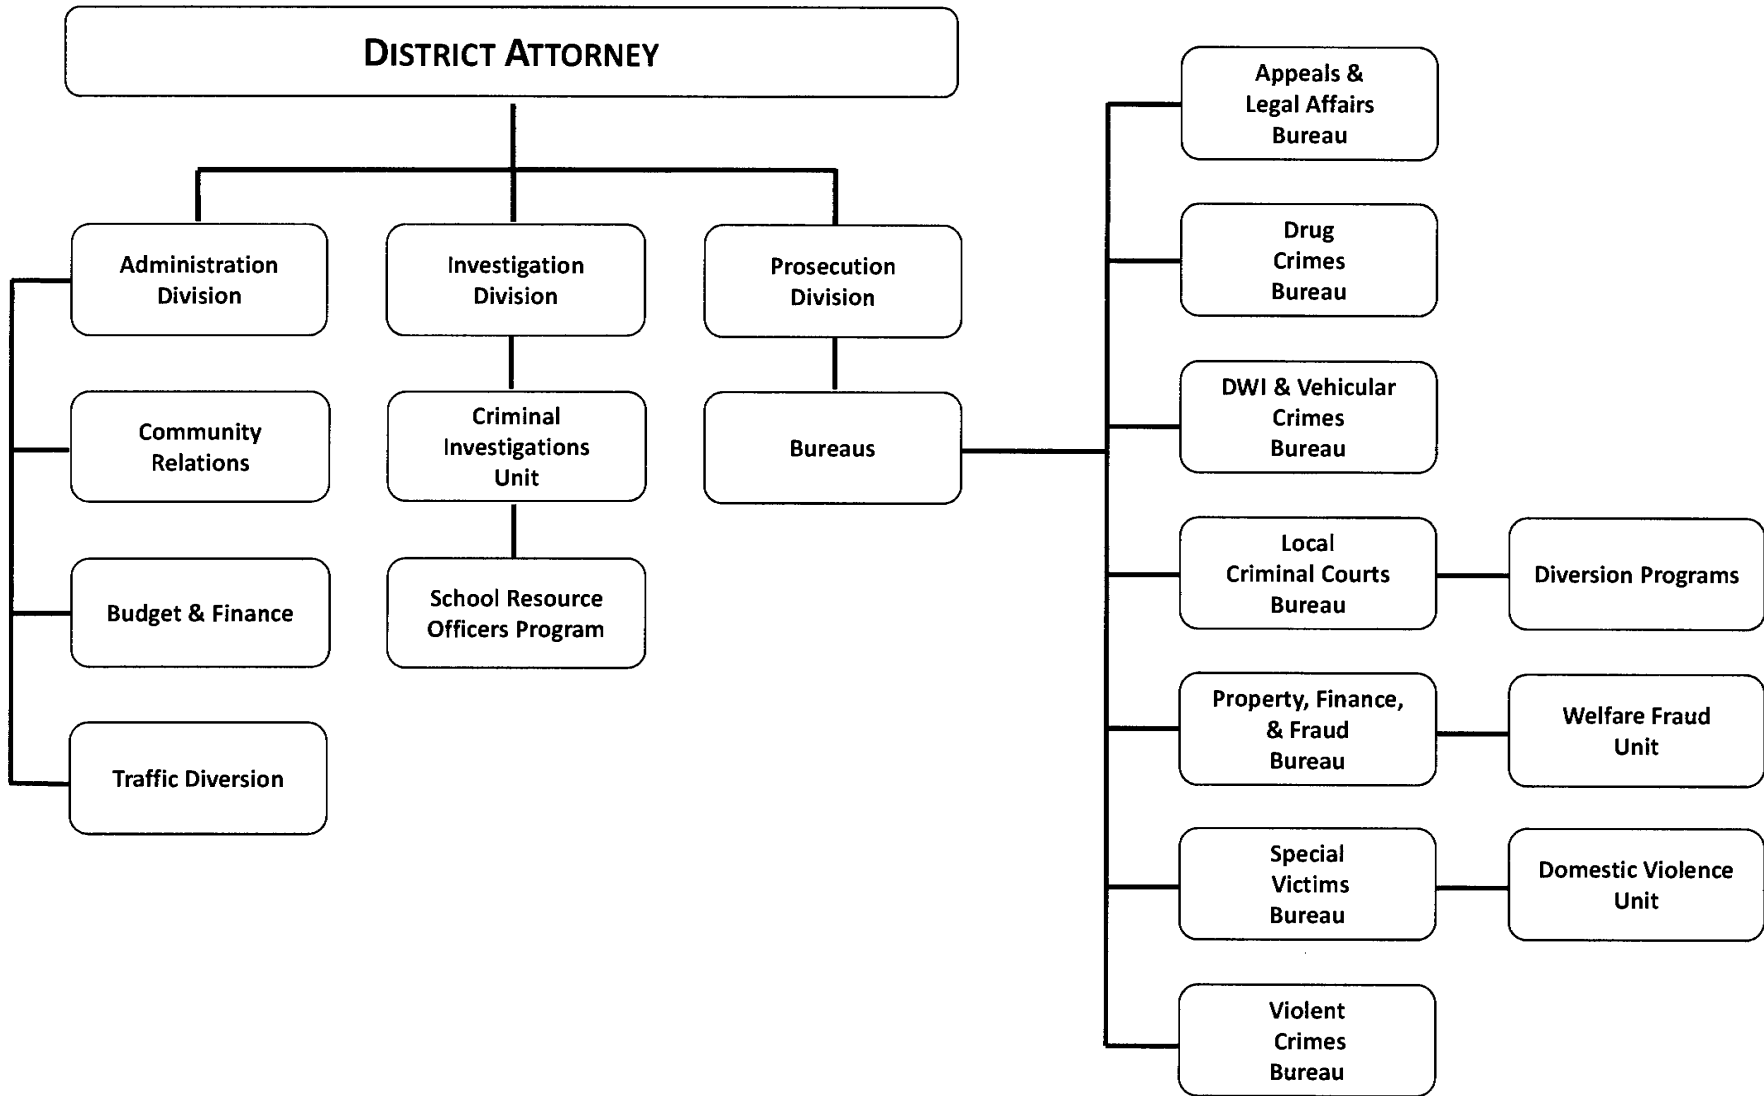 DISTRICT ATTORNEY
Administration
Division
Community
Relations
Budget & Finance
Traffic Diversion
Investigation
Division
Criminal
Investigations
Unit
School Resource
Officers Program
Prosecution
Division
Bureaus
Appeals &
Legal Affairs
Bureau
Drug
Crimes
Bureau
DWI & Vehicular
Crimes
Bureau
Local
Criminal Courts
Bureau
Diversion Programs
Property, Finance,
& Fraud
Bureau
Welfare Fraud
Unit
Special
Victims
Bureau
Domestic Violence
Unit
Violent
Crimes
Bureau